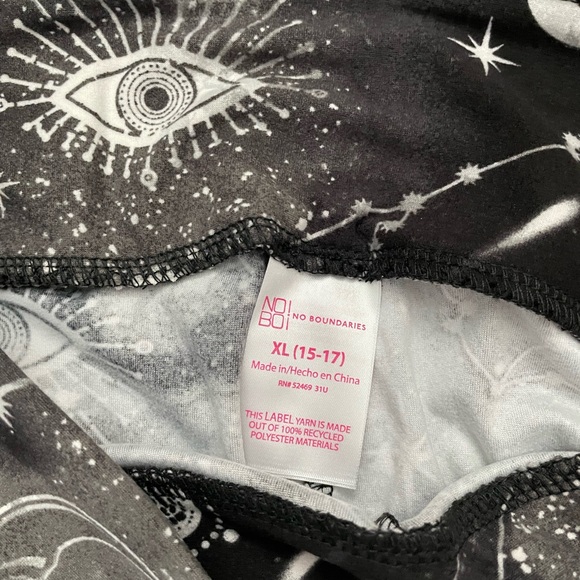 NO!
BO!
NO BOUNDARIES
XL (15-17)
Made in/Hecho en China
RN# 52469 31U
THIS LABEL YARN IS MADE
OUT OF 100% RECYCLED
POLYESTER MATERIALS